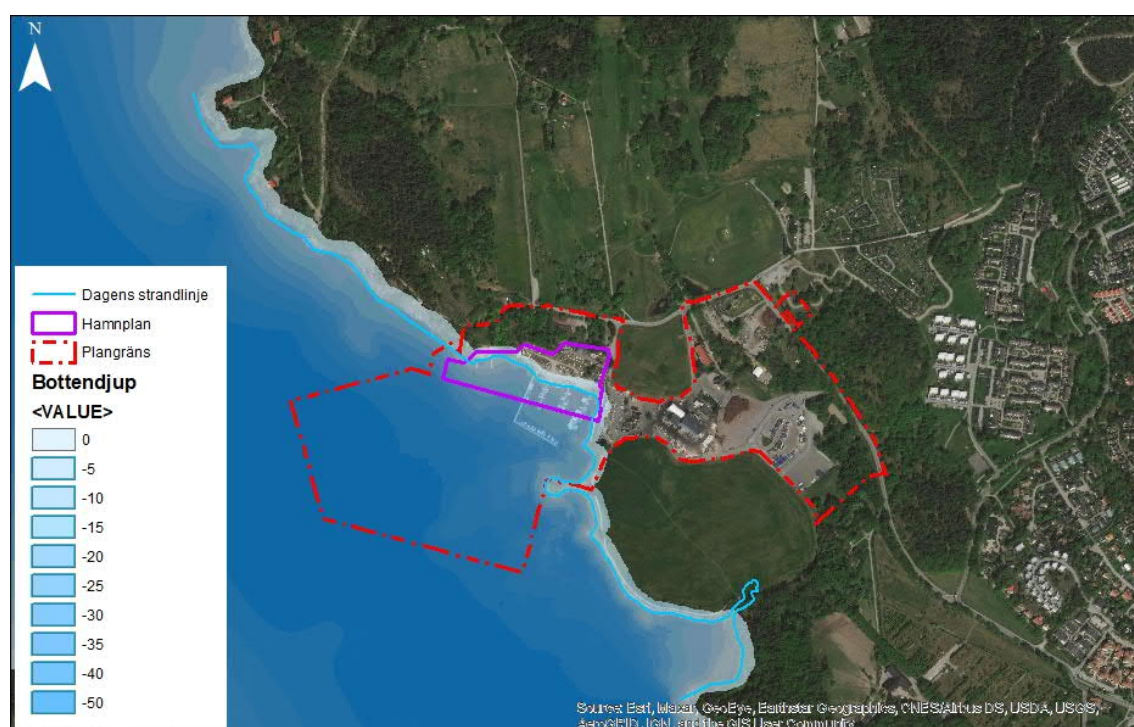 N
Dagens strandlinje
Hamnplan
Plangräns
Bottendjup
<VALUE>
0
-5
-10
-15
-20
-25
-30
-35
-40
-50
Source: Esri, Maxar, GeoEye, Earthstar Geographics, CNES/Airbus DS, USDA, USGS,
AeroGRID, IGN, and the GIS User Community